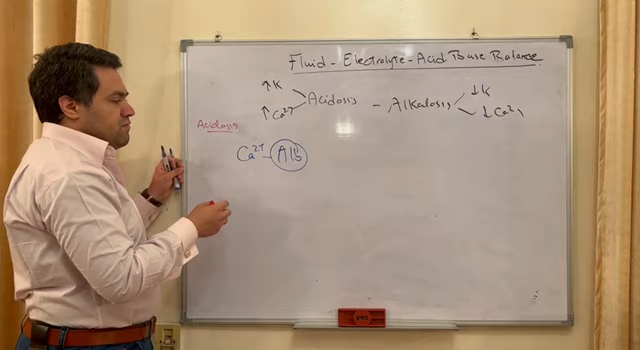 Fluid - Electrolyte - Acid Base Balance
↑K
↑Ca2+
Acidosis - Alkalosis
↓K
↓Ca2+
Acidosis
Ca2+ - Alb